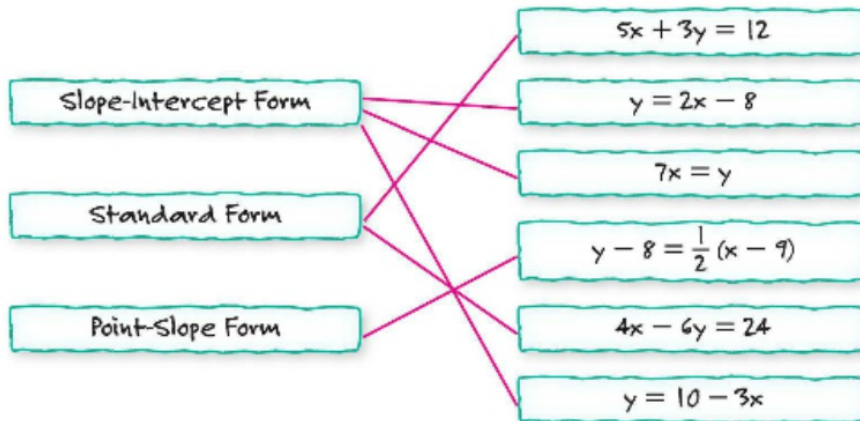 5x + 3y = 12
Slope-Intercept Form
y = 2x − 8
7x = y
Standard Form
y − 8 = 1/2 (x − 9)
Point-Slope Form
4x − 6y = 24
y = 10 − 3x